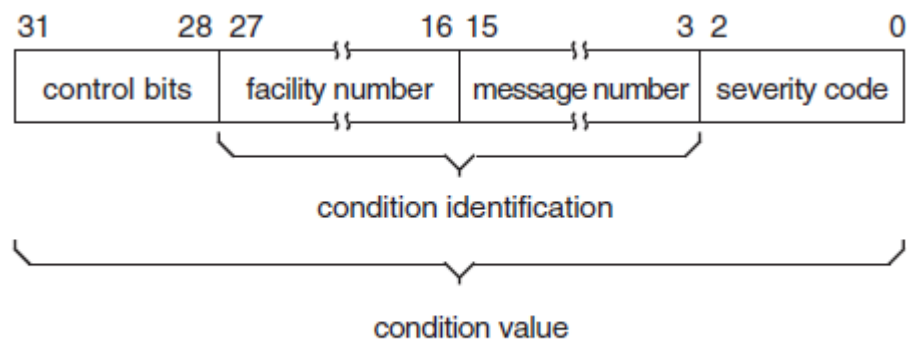 31 28 27 16 15 3 2 0
control bits facility number message number severity code
condition identification
condition value